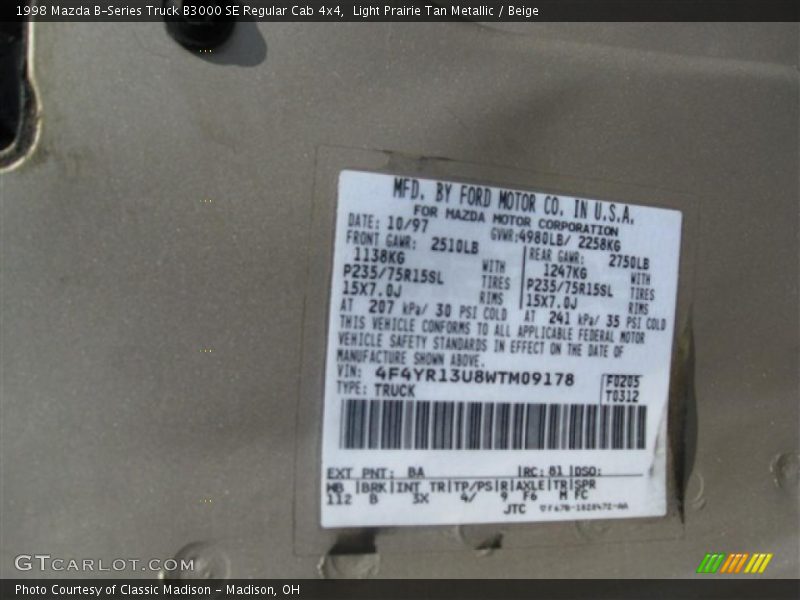 1998 Mazda B-Series Truck B3000 SE Regular Cab 4x4, Light Prairie Tan Metallic / Beige
MFD. BY FORD MOTOR CO. IN U.S.A.
FOR MAZDA MOTOR CORPORATION
DATE: 10/97 GVWR:4980LB/ 2258KG
FRONT GAWR: 2510LB REAR GAWR: 2750LB
1138KG WITH 1247KG WITH
P235/75R15SL TIRES P235/75R15SL TIRES
15X7.0J RIMS 15X7.0J RIMS
AT 207 kPa/ 30 PSI COLD AT 241 kPa/ 35 PSI COLD
THIS VEHICLE CONFORMS TO ALL APPLICABLE FEDERAL MOTOR
VEHICLE SAFETY STANDARDS IN EFFECT ON THE DATE OF
MANUFACTURE SHOWN ABOVE.
VIN: 4F4YR13U8WTM09178 F0205
TYPE: TRUCK T0312
EXT PNT: BA RC: 81 DSO:
WB BRK INT TR TP/PS R AXLE TR SPR
112 B 3X 4/ 9 F6 M FC
JTC
GTCARLOT.COM
Photo Courtesy of Classic Madison - Madison, OH